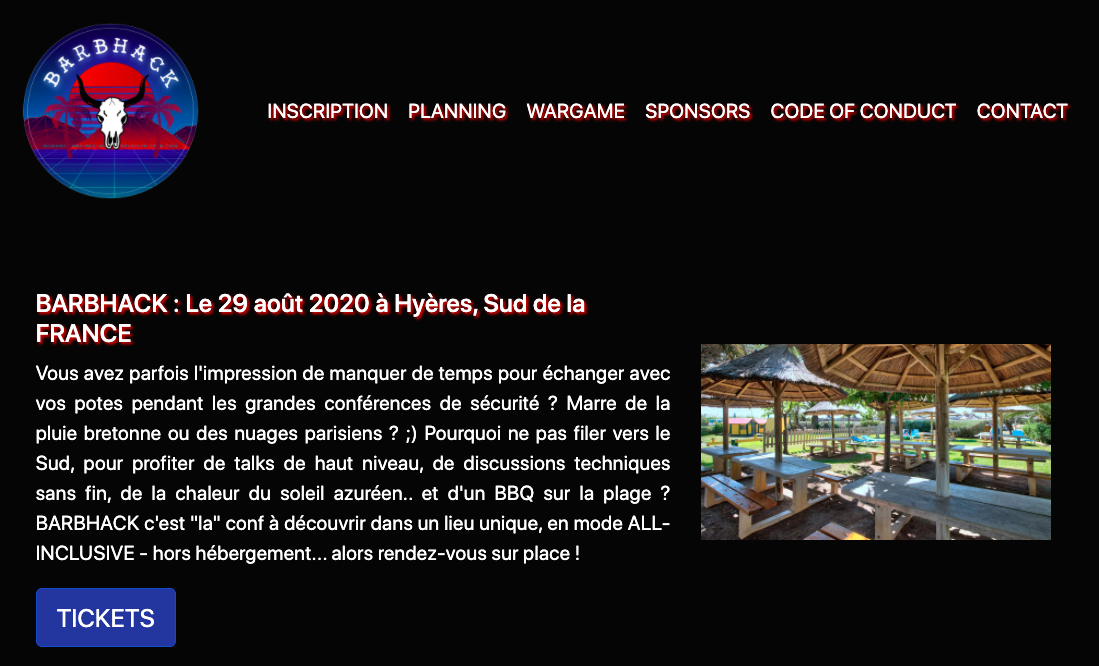 BARBHACK
INSCRIPTION PLANNING WARGAME SPONSORS CODE OF CONDUCT CONTACT
BARBHACK : Le 29 août 2020 à Hyères, Sud de la
FRANCE
Vous avez parfois l'impression de manquer de temps pour échanger avec
vos potes pendant les grandes conférences de sécurité ? Marre de la
pluie bretonne ou des nuages parisiens ? ;) Pourquoi ne pas filer vers le
Sud, pour profiter de talks de haut niveau, de discussions techniques
sans fin, de la chaleur du soleil azuréen.. et d'un BBQ sur la plage ?
BARBHACK c'est "la" conf à découvrir dans un lieu unique, en mode ALL-
INCLUSIVE - hors hébergement... alors rendez-vous sur place !
TICKETS